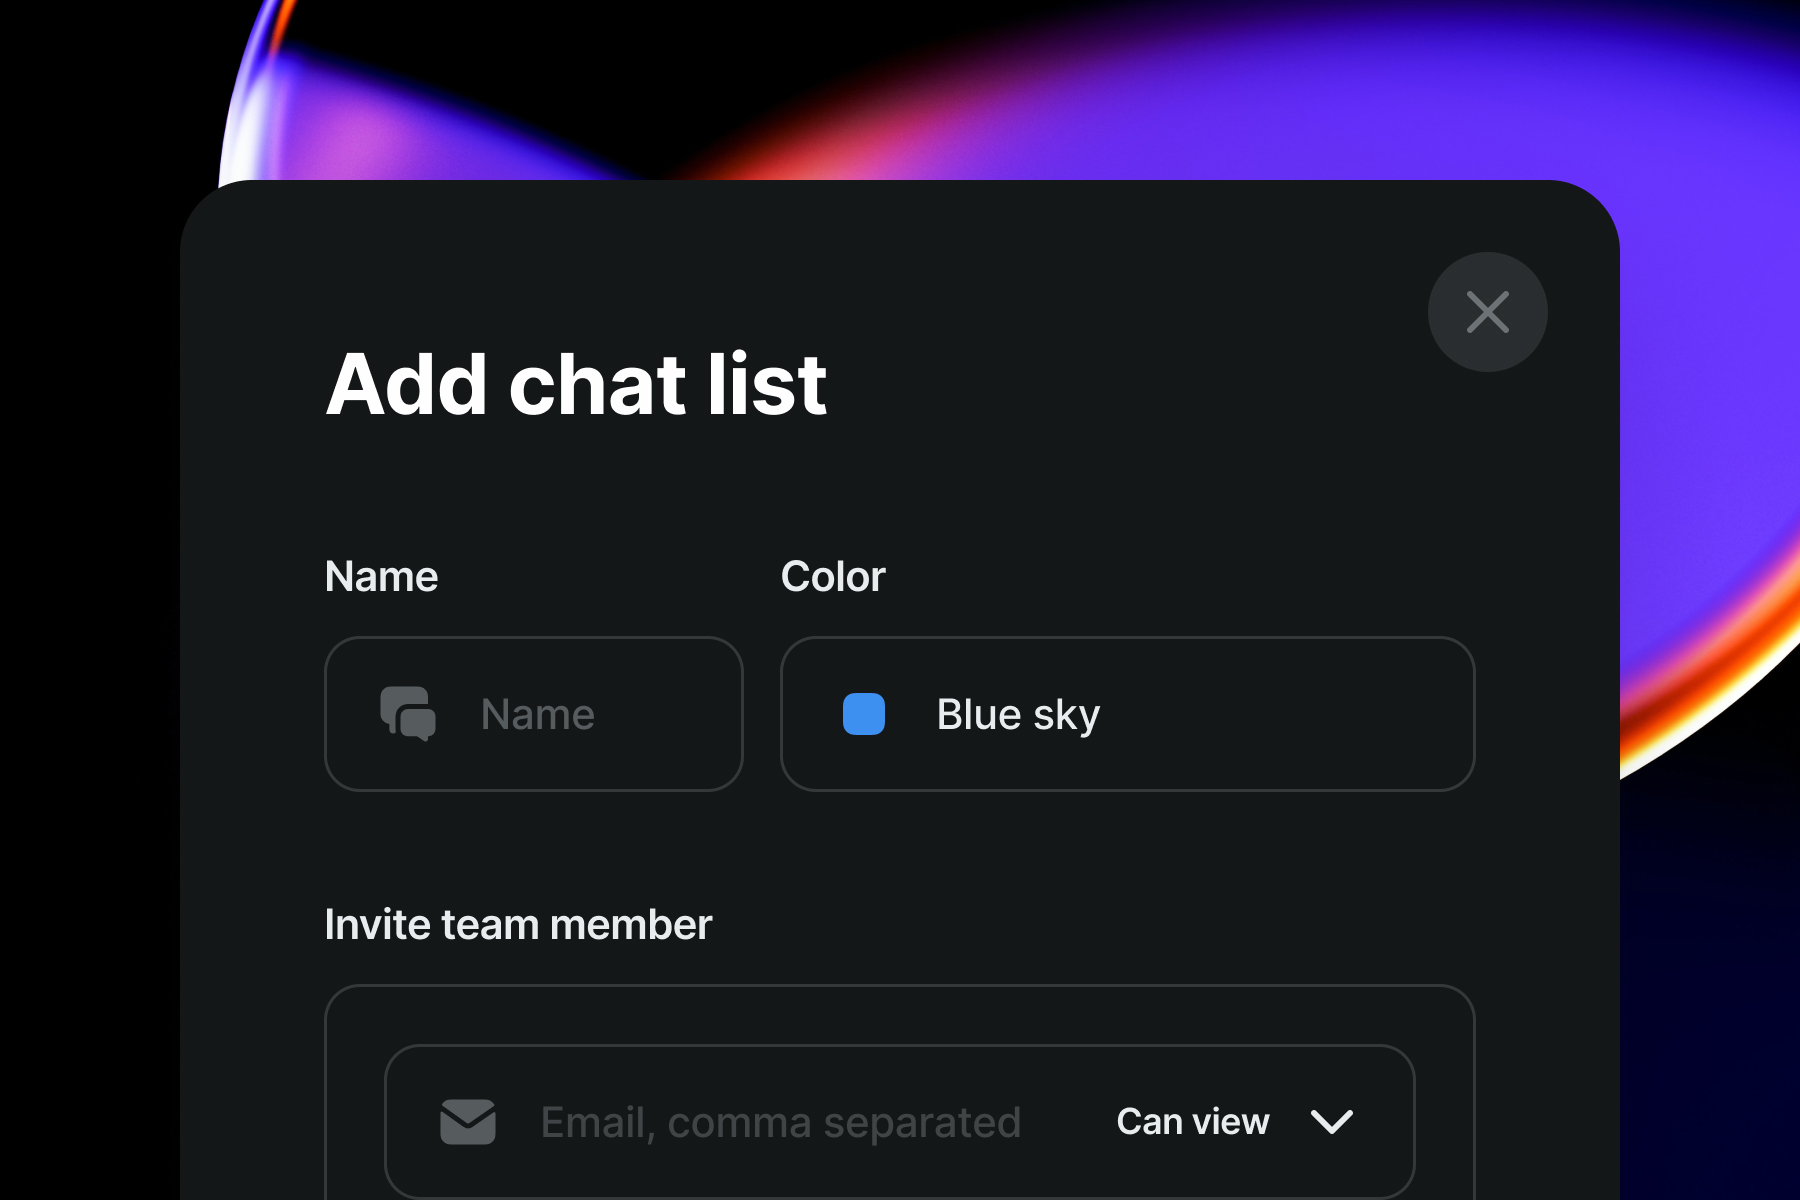 Add chat list
Name
Color
Name
Blue sky
Invite team member
Email, comma separated
Can view